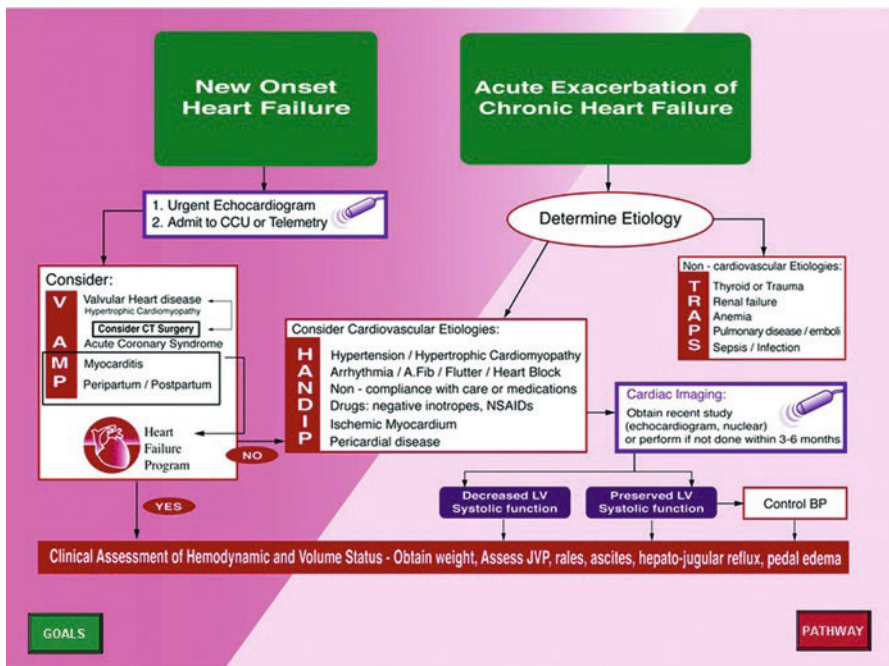 New Onset
Heart Failure
Acute Exacerbation of
Chronic Heart Failure
1. Urgent Echocardiogram
2. Admit to CCU or Telemetry
Determine Etiology
Consider:
V Valvular Heart disease
Hypertrophic Cardiomyopathy
Consider CT Surgery
A Acute Coronary Syndrome
M Myocarditis
P Peripartum / Postpartum
Heart
Failure
Program
NO
YES
Consider Cardiovascular Etiologies:
H Hypertension / Hypertrophic Cardiomyopathy
A Arrhythmia / A.Fib / Flutter / Heart Block
N Non - compliance with care or medications
D Drugs: negative inotropes, NSAIDs
I Ischemic Myocardium
P Pericardial disease
Non - cardiovascular Etiologies:
T Thyroid or Trauma
R Renal failure
A Anemia
P Pulmonary disease / emboli
S Sepsis / Infection
Cardiac Imaging:
Obtain recent study
(echocardiogram, nuclear)
or perform if not done within 3-6 months
Decreased LV
Systolic function
Preserved LV
Systolic function
Control BP
Clinical Assessment of Hemodynamic and Volume Status - Obtain weight, Assess JVP, rales, ascites, hepato-jugular reflux, pedal edema
GOALS
PATHWAY